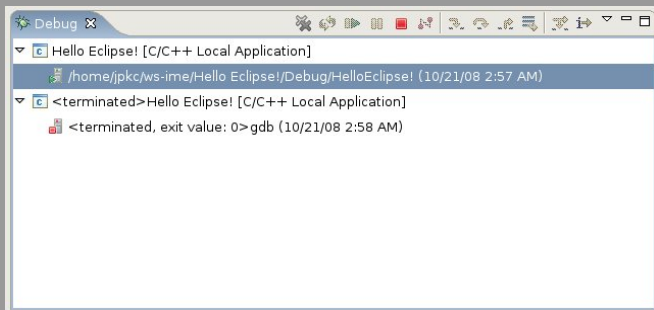 Debug
Hello Eclipse! [C/C++ Local Application]
/home/jpkc/ws-ime/Hello Eclipse!/Debug/HelloEclipse! (10/21/08 2:57 AM)
<terminated>Hello Eclipse! [C/C++ Local Application]
<terminated, exit value: 0>gdb (10/21/08 2:58 AM)